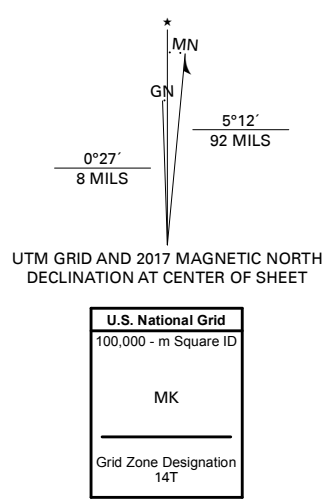 ★
MN
GN
5°12´
92 MILS
0°27´
8 MILS
UTM GRID AND 2017 MAGNETIC NORTH
DECLINATION AT CENTER OF SHEET
U.S. National Grid
100,000 - m Square ID
MK
Grid Zone Designation
14T